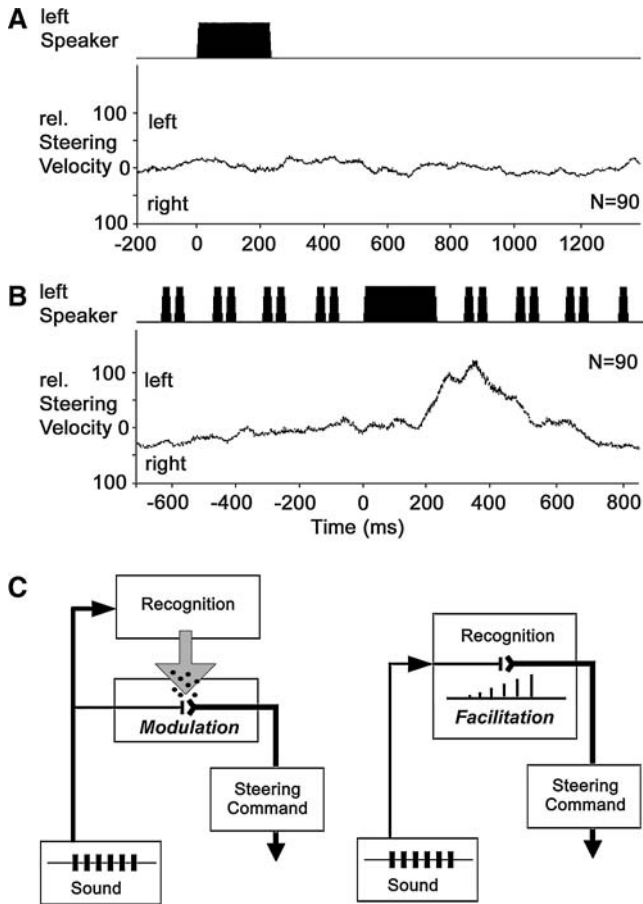 A
left
Speaker
rel.
Steering
Velocity
100
0
100
left
right
N=90
-200 0 200 400 600 800 1000 1200
B
left
Speaker
rel.
Steering
Velocity
100
0
100
left
right
N=90
-600 -400 -200 0 200 400 600 800
Time (ms)
C
Recognition
Modulation
Steering
Command
Sound
Recognition
Facilitation
Steering
Command
Sound